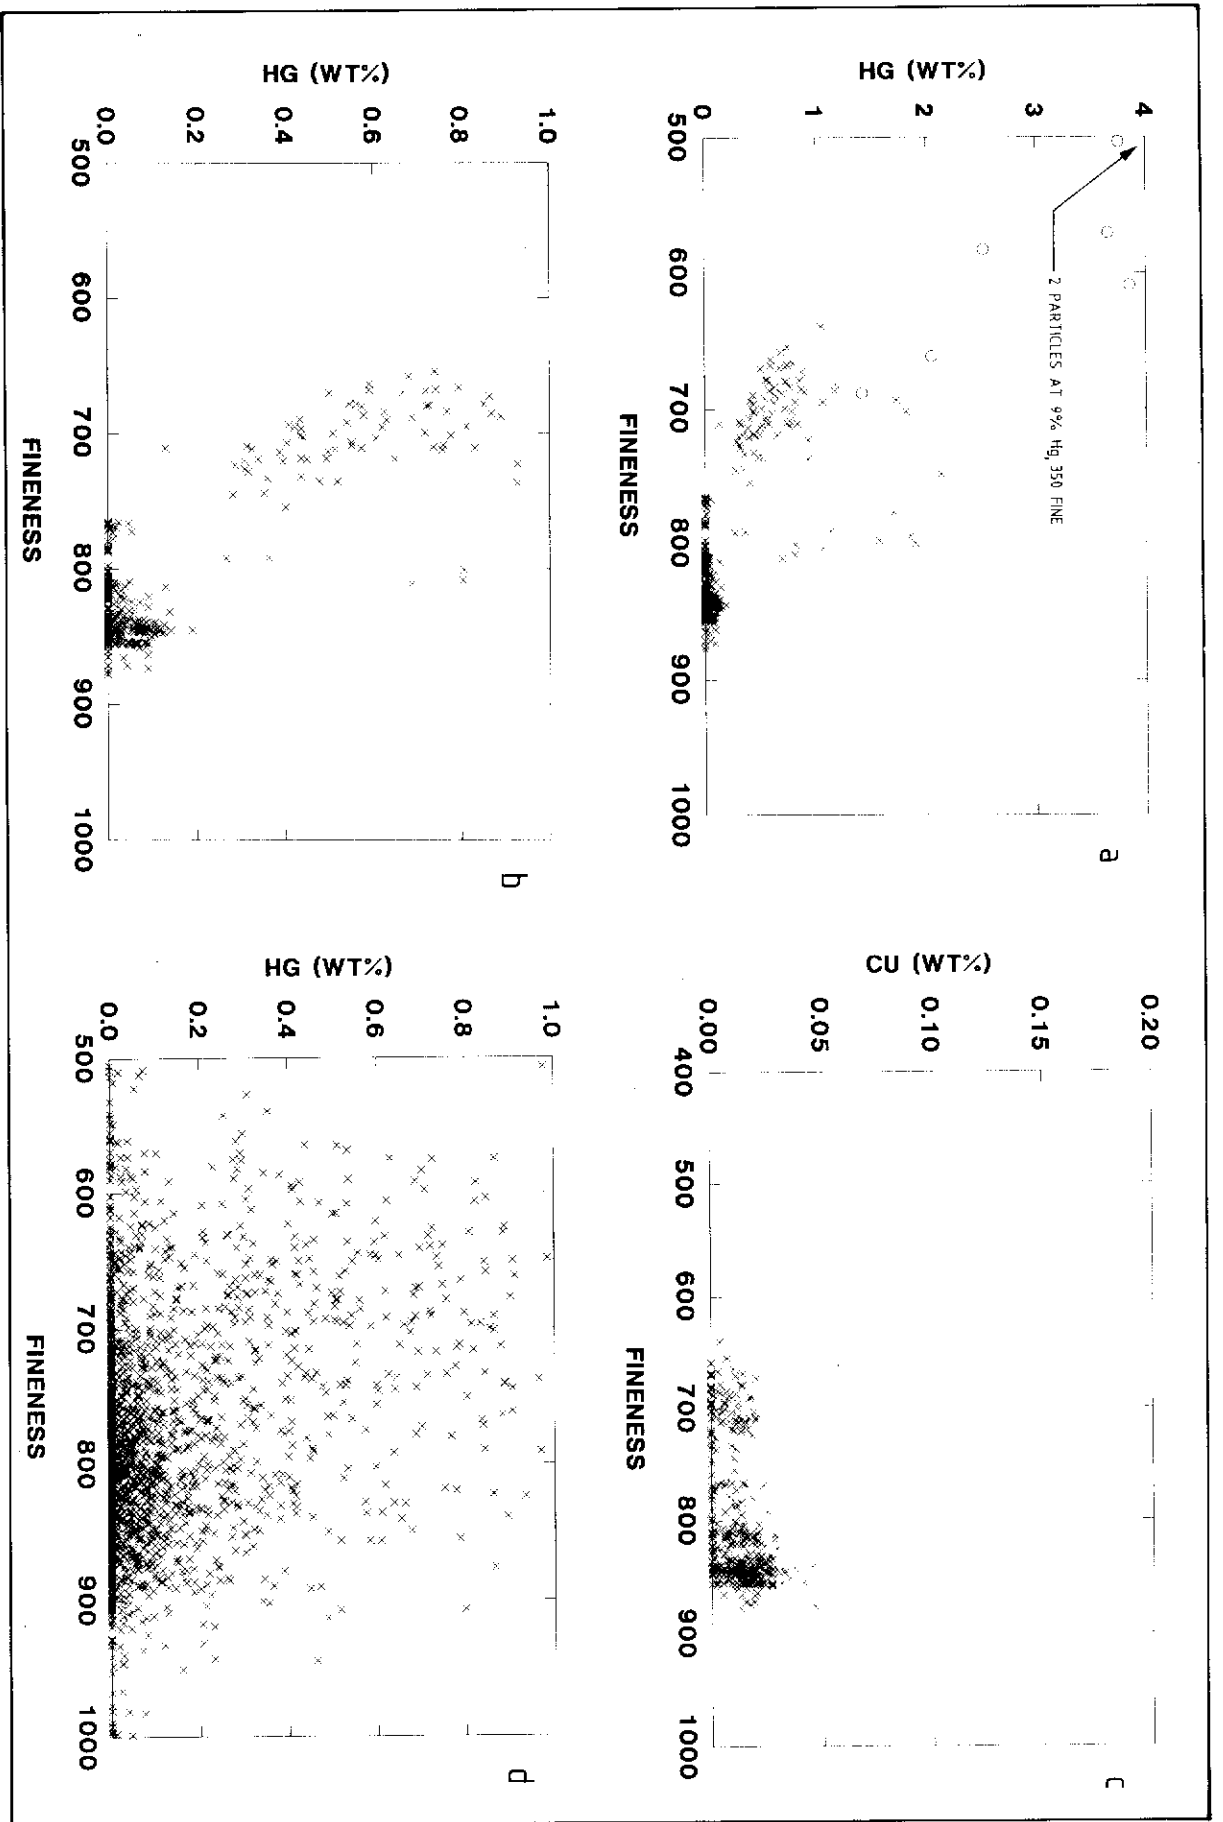 a
HG (WT%)
4
3
2
1
0
500 600 700 800 900 1000
FINENESS
2 PARTICLES AT 9% Hg, 350 FINE
b
HG (WT%)
1.0
0.8
0.6
0.4
0.2
0.0
500 600 700 800 900 1000
FINENESS
c
CU (WT%)
0.20
0.15
0.10
0.05
0.00
400 500 600 700 800 900 1000
FINENESS
d
HG (WT%)
1.0
0.8
0.6
0.4
0.2
0.0
500 600 700 800 900 1000
FINENESS